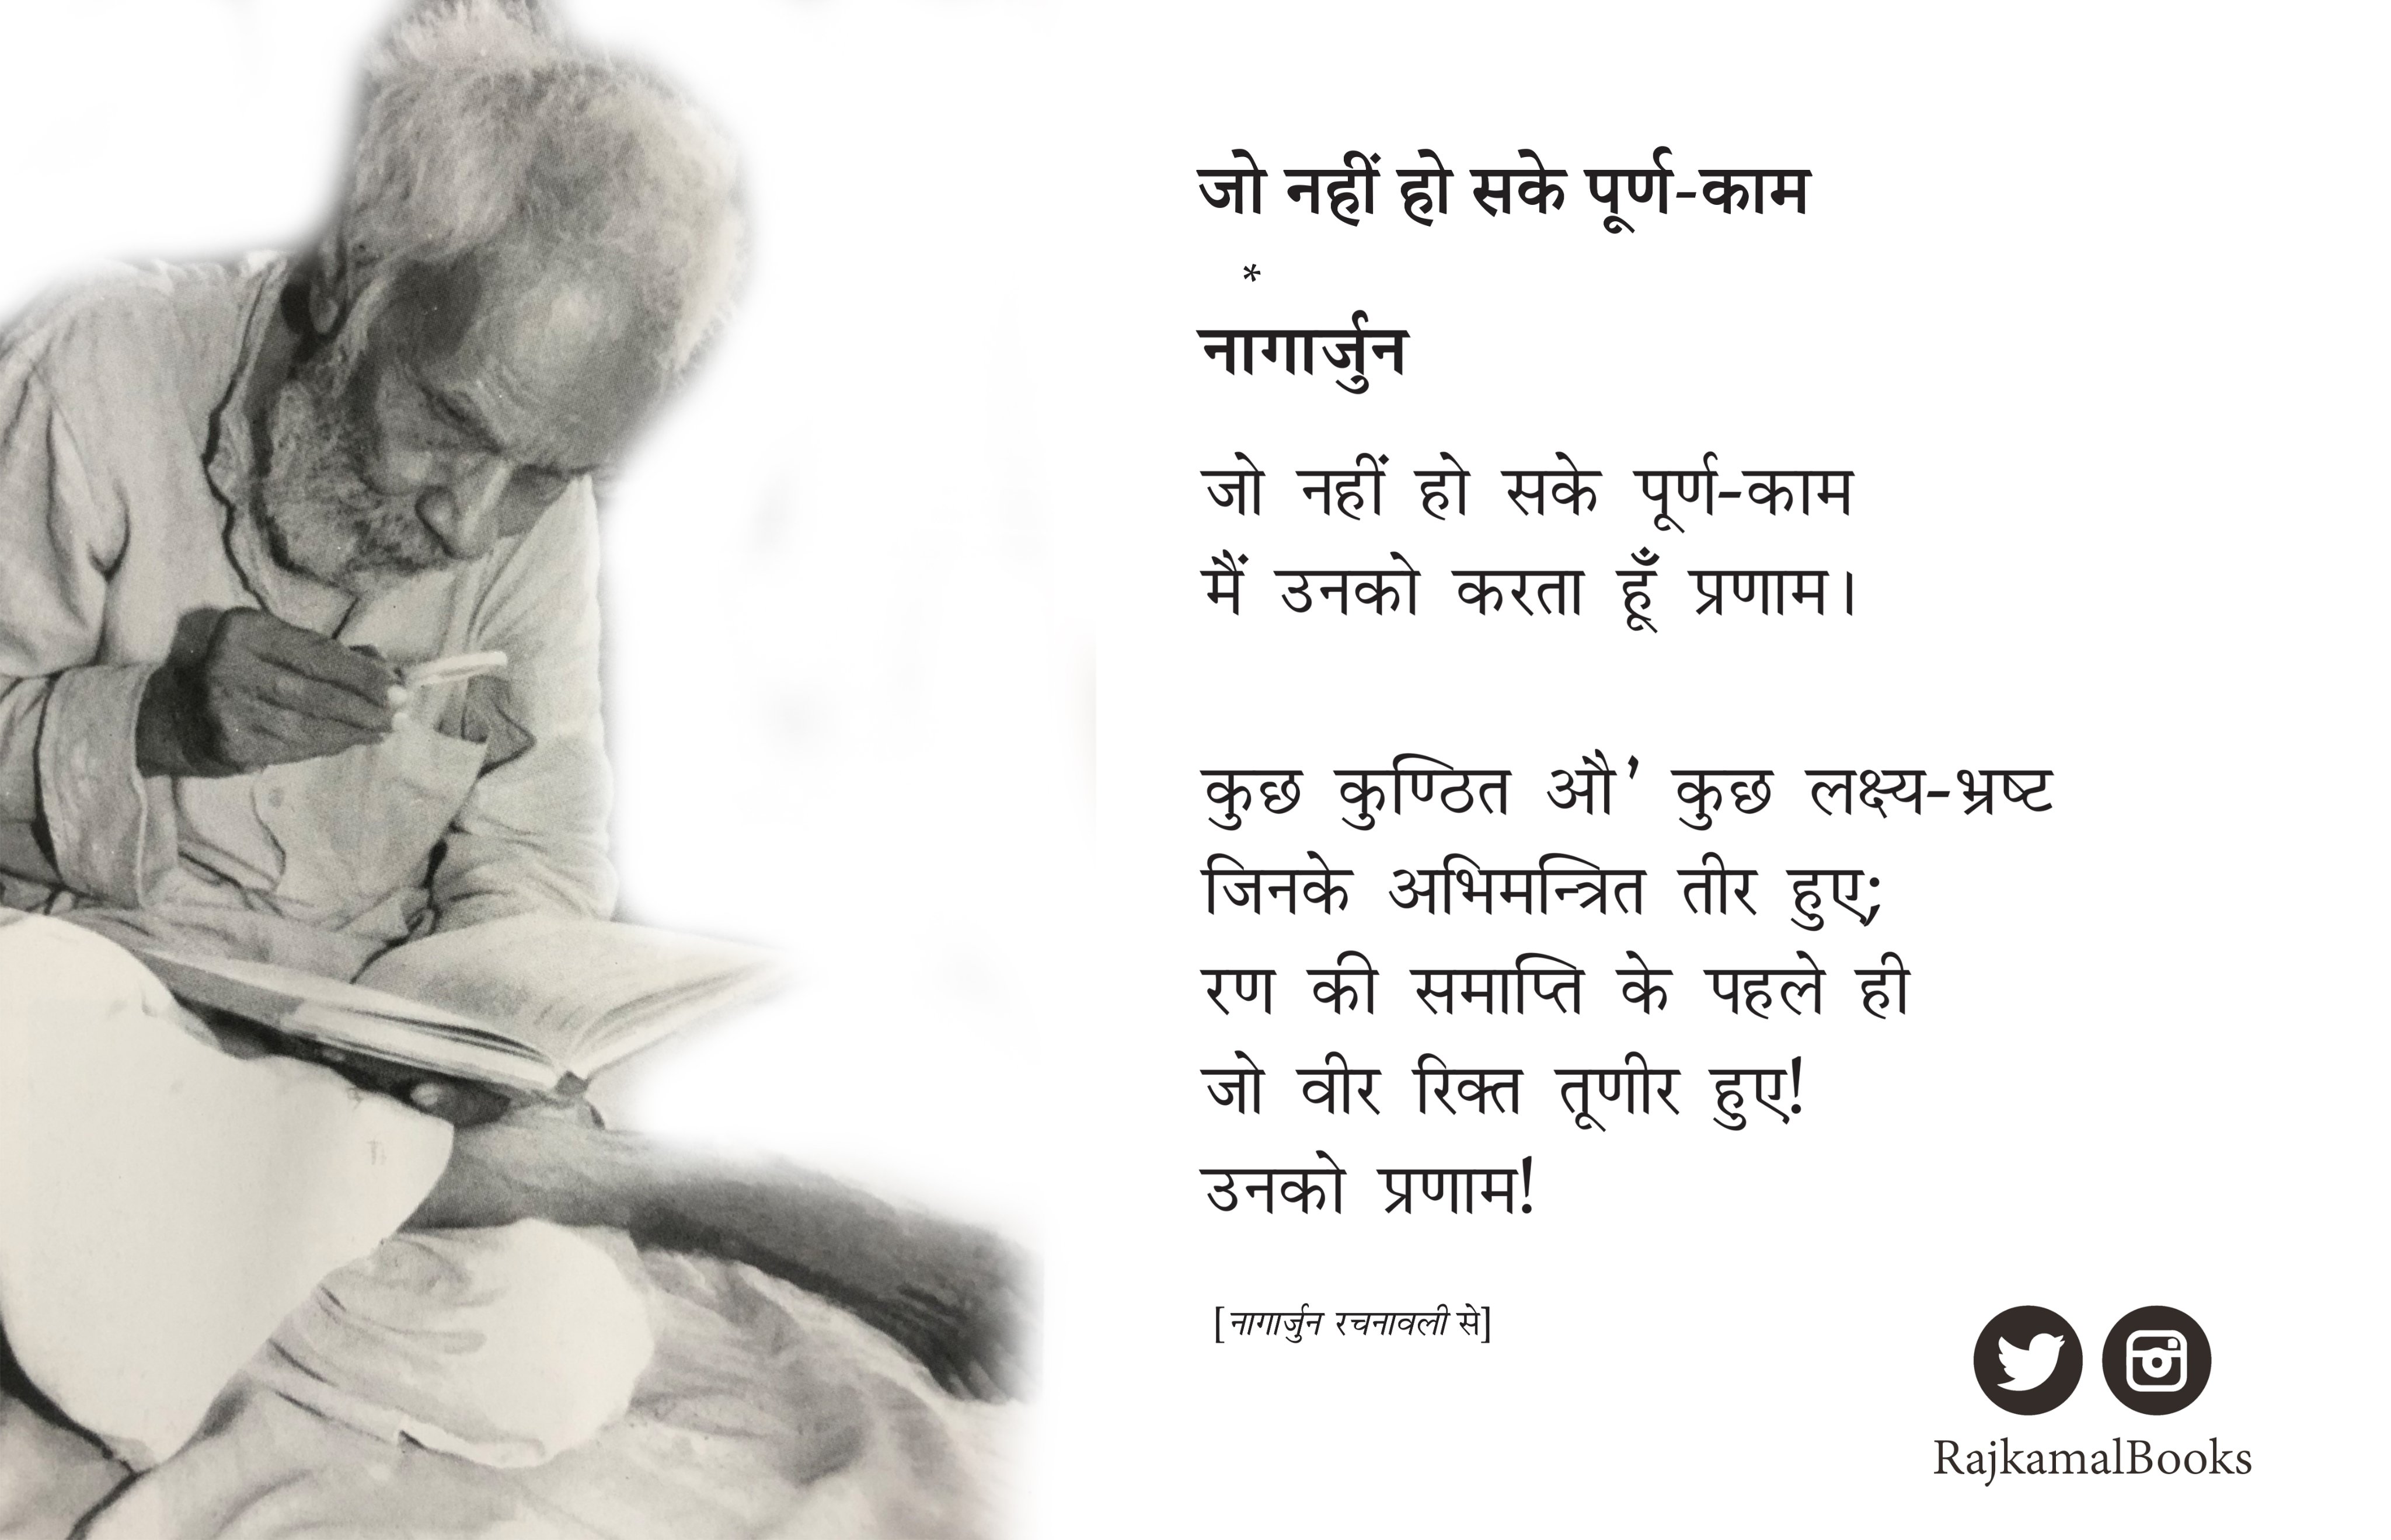 जो नहीं हो सके पूर्ण-काम
*
नागार्जुन
जो नहीं हो सके पूर्ण-काम
मैं उनको करता हूँ प्रणाम।
कुछ कुण्ठित औ' कुछ लक्ष्य-भ्रष्ट
जिनके अभिमन्त्रित तीर हुए;
रण की समाप्ति के पहले ही
जो वीर रिक्त तूणीर हुए!
उनको प्रणाम!
[नागार्जुन रचनावली से]
RajkamalBooks